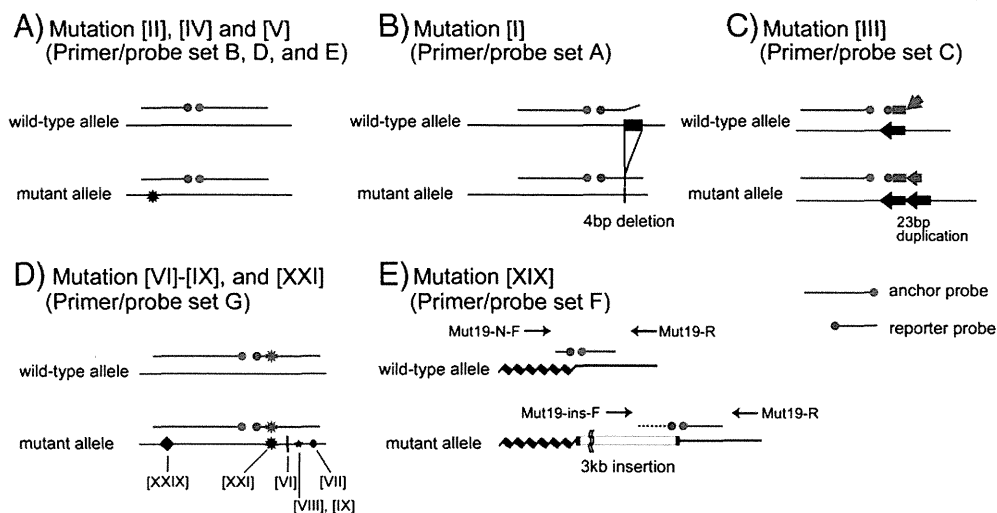 A) Mutation [II], [IV] and [V]
(Primer/probe set B, D, and E)
wild-type allele
mutant allele
B) Mutation [I]
(Primer/probe set A)
wild-type allele
mutant allele
4bp deletion
C) Mutation [III]
(Primer/probe set C)
wild-type allele
mutant allele
23bp
duplication
D) Mutation [VI]-[IX], and [XXI]
(Primer/probe set G)
wild-type allele
mutant allele
[XXIX]
[XXI]
[VI]
[VII]
[VIII], [IX]
E) Mutation [XIX]
(Primer/probe set F)
Mut19-N-F
Mut19-R
wild-type allele
Mut19-ins-F
Mut19-R
mutant allele
3kb insertion
anchor probe
reporter probe